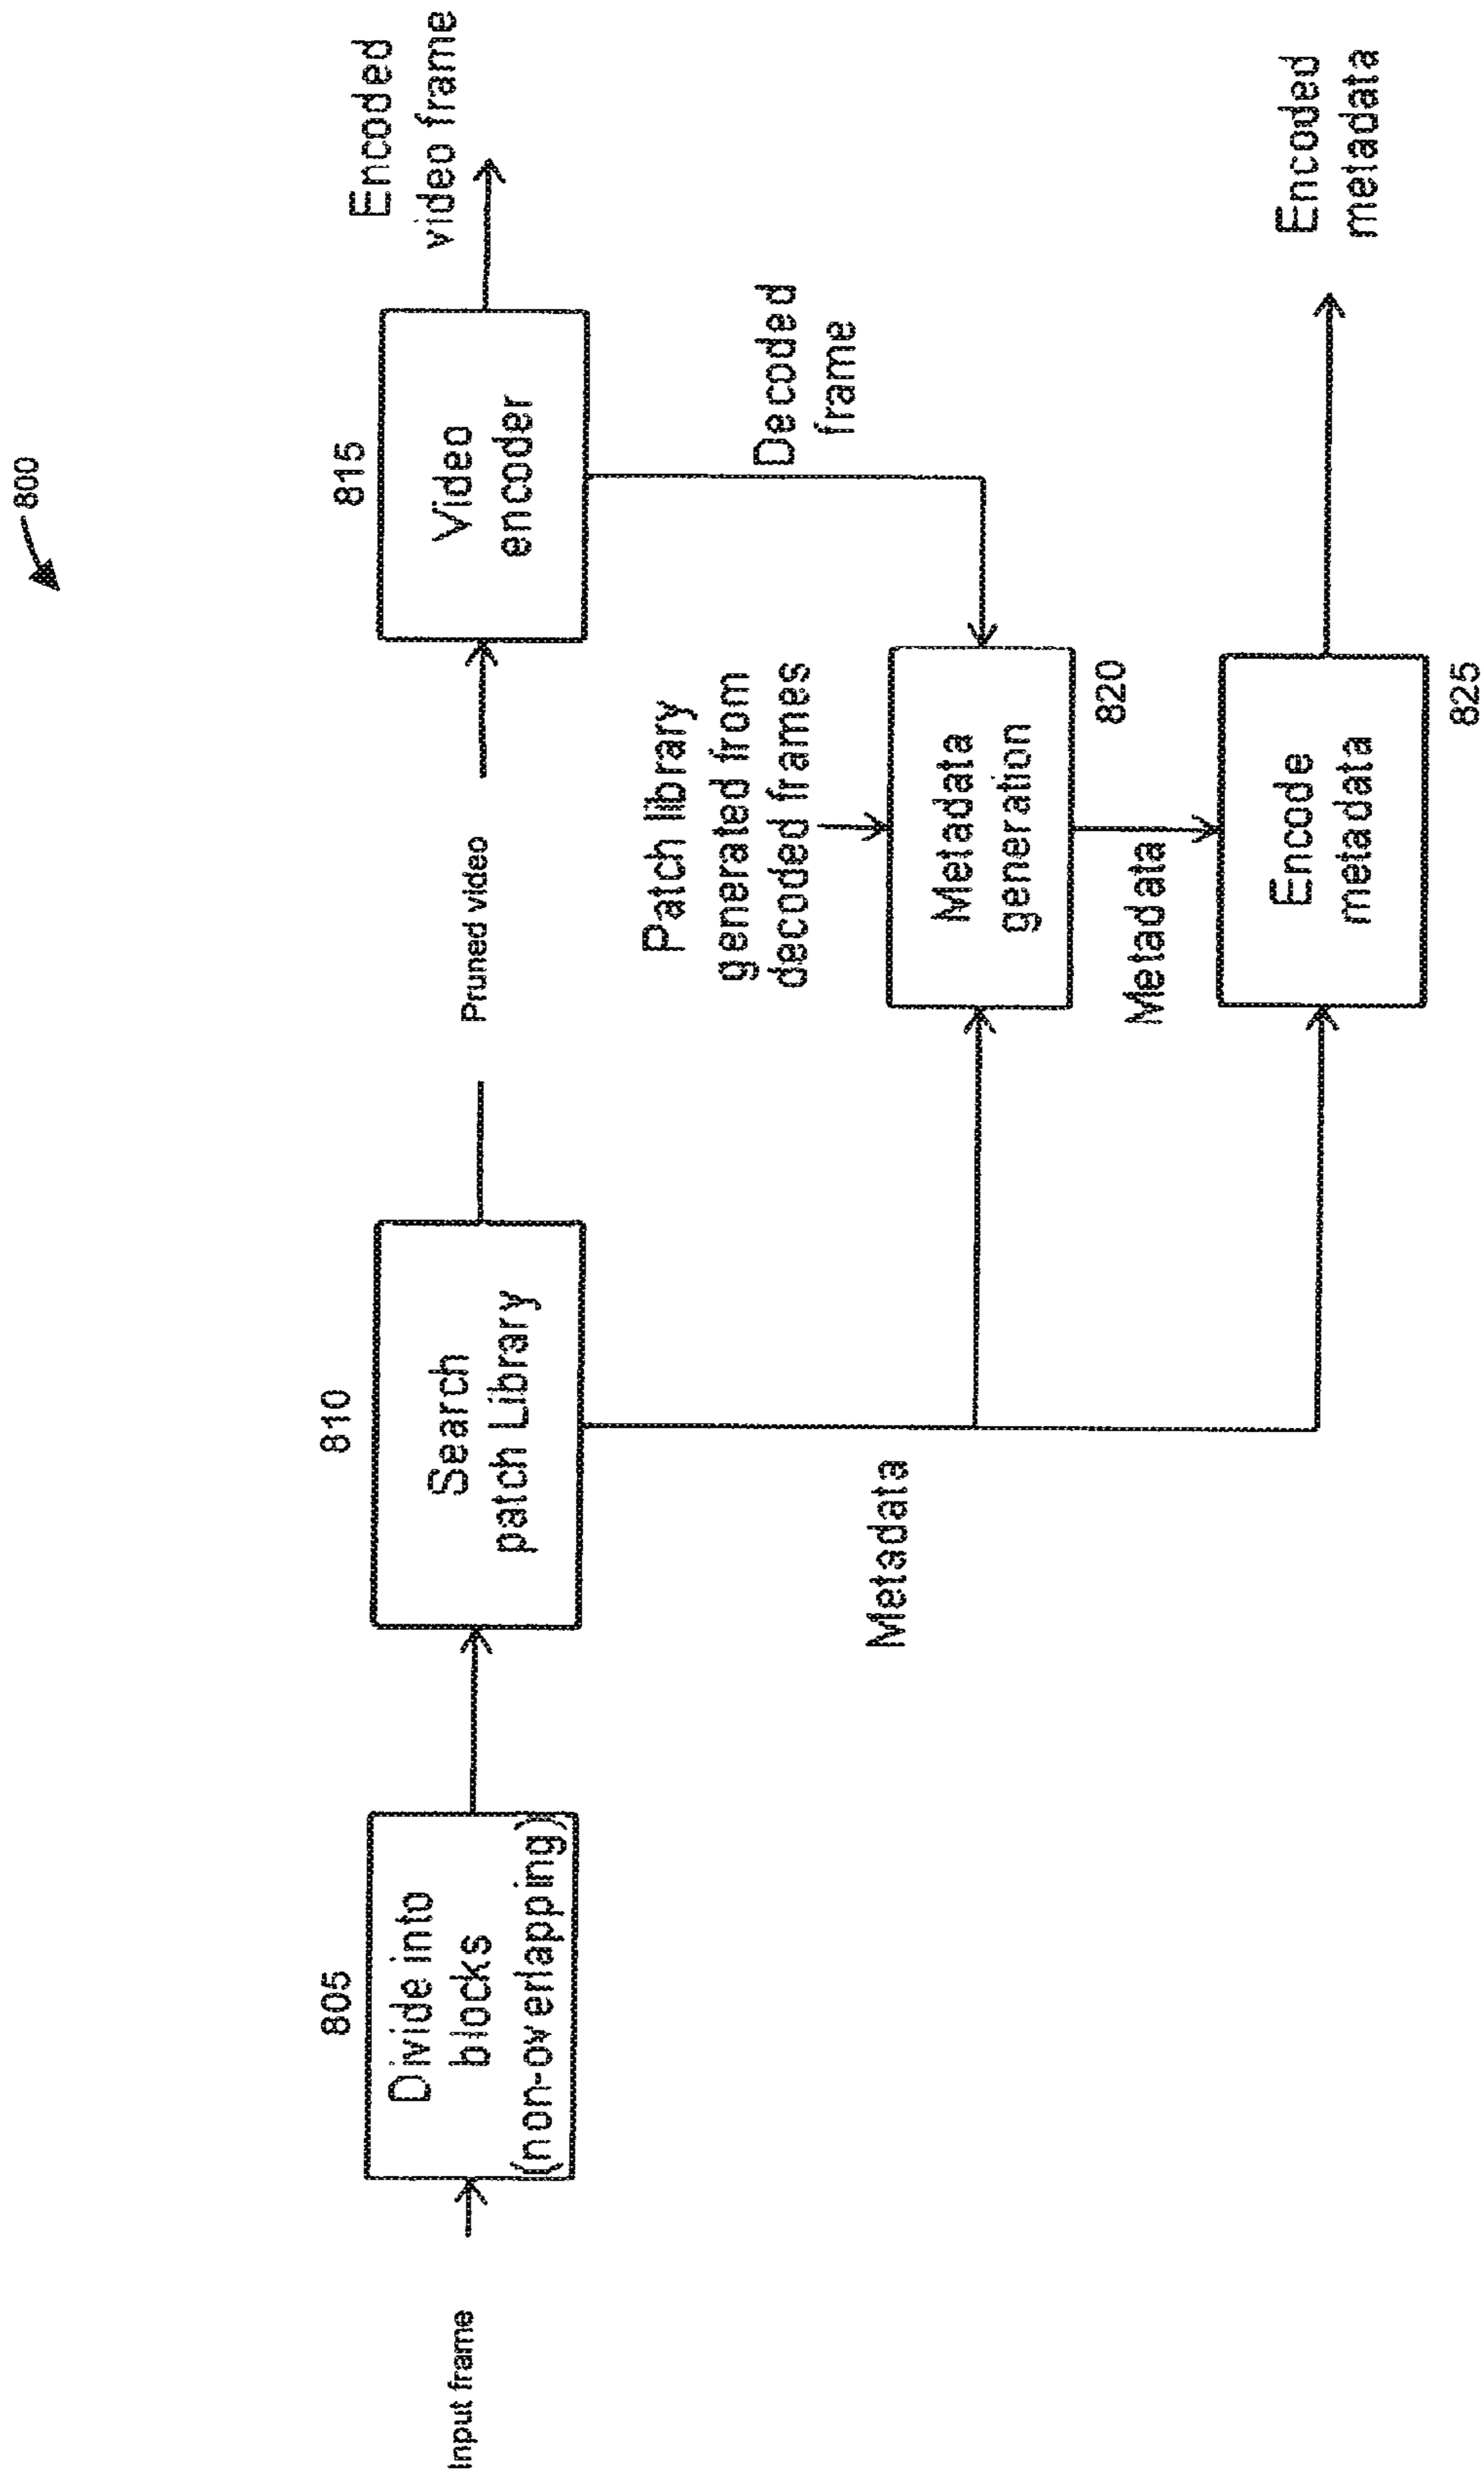 800
Input frame
805
Divide into
blocks
(non-overlapping)
810
Search
patch Library
Pruned video
815
Video
encoder
Encoded
video frame
Decoded
frame
Patch library
generated from
decoded frames
Metadata
Metadata
generation
820
Metadata
Encode
metadata
825
Encoded
metadata